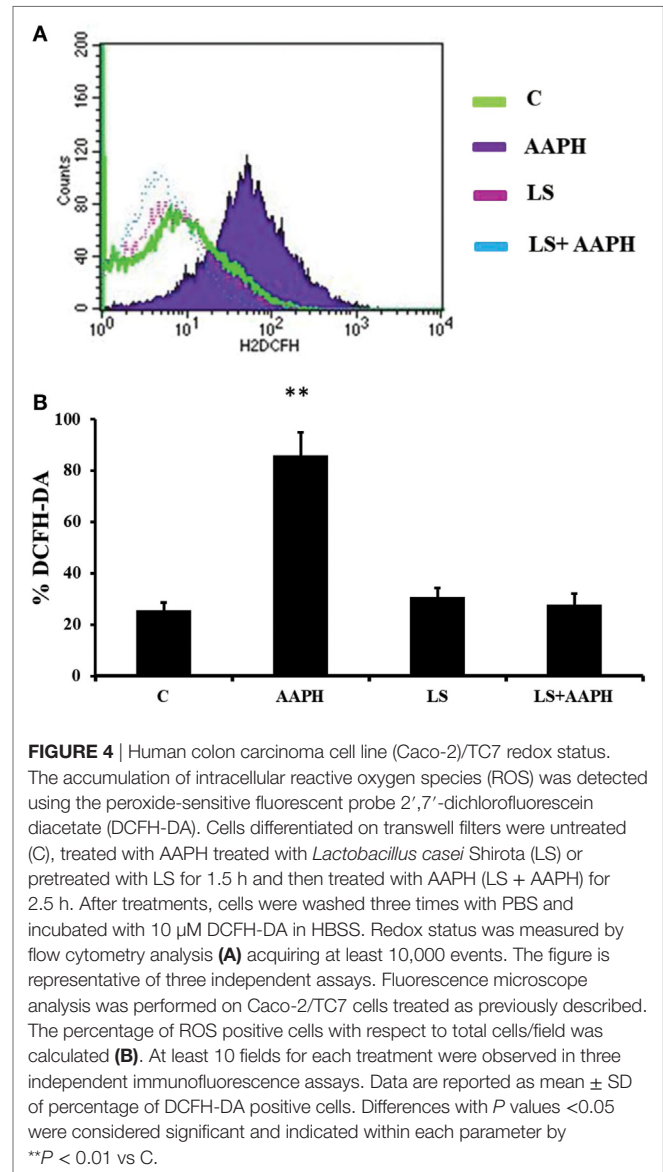 A
200
160
120
80
40
0
Counts
10^0 10^1 10^2 10^3 10^4
H2DCFH
C
AAPH
LS
LS+ AAPH
B
**
100
80
60
40
20
0
% DCFH-DA
C AAPH LS LS+AAPH
FIGURE 4 | Human colon carcinoma cell line (Caco-2)/TC7 redox status.
The accumulation of intracellular reactive oxygen species (ROS) was detected
using the peroxide-sensitive fluorescent probe 2′,7′-dichlorofluorescein
diacetate (DCFH-DA). Cells differentiated on transwell filters were untreated
(C), treated with AAPH treated with Lactobacillus casei Shirota (LS) or
pretreated with LS for 1.5 h and then treated with AAPH (LS + AAPH) for
2.5 h. After treatments, cells were washed three times with PBS and
incubated with 10 µM DCFH-DA in HBSS. Redox status was measured by
flow cytometry analysis (A) acquiring at least 10,000 events. The figure is
representative of three independent assays. Fluorescence microscope
analysis was performed on Caco-2/TC7 cells treated as previously described.
The percentage of ROS positive cells with respect to total cells/field was
calculated (B). At least 10 fields for each treatment were observed in three
independent immunofluorescence assays. Data are reported as mean ± SD
of percentage of DCFH-DA positive cells. Differences with P values <0.05
were considered significant and indicated within each parameter by
**P < 0.01 vs C.